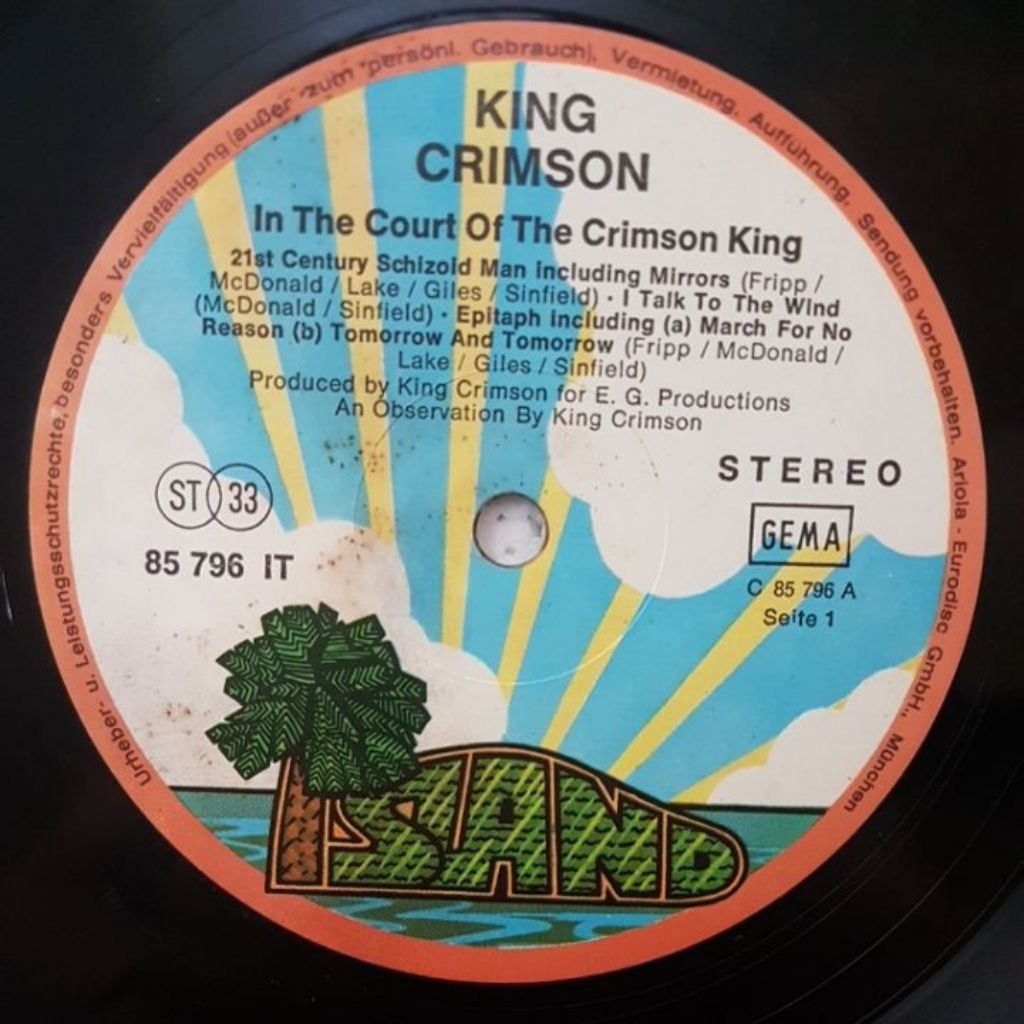 KING
CRIMSON
In The Court Of The Crimson King
21st Century Schizoid Man including Mirrors (Fripp /
McDonald / Lake / Giles / Sinfield) · I Talk To The Wind
(McDonald / Sinfield) · Epitaph including (a) March For No
Reason (b) Tomorrow And Tomorrow (Fripp / McDonald /
Lake / Giles / Sinfield)
Produced by King Crimson for E. G. Productions
An Observation By King Crimson
STEREO
ST 33
GEMA
85 796 IT
C 85 796 A
Seite 1
ISLAND
Urheber- u. Leistungsschutzrechte, besonders Vervielfältigung (außer zum persönl. Gebrauch), Vermietung, Aufführung, Sendung vorbehalten. Ariola - Eurodisc GmbH., München